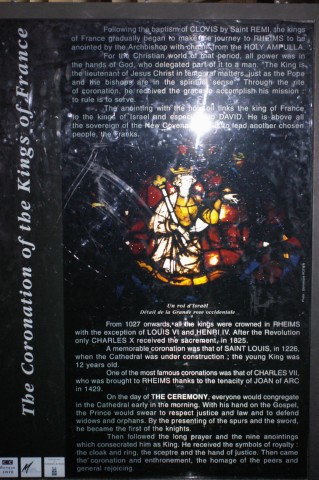 The Coronation of the Kings of France
Following the baptism of CLOVIS by Saint REMI, the kings
of France gradually began to make the journey to RHEIMS to be
anointed by the Archbishop with from the HOLY AMPULLA.
For the Christian world of that period, all power was in
the hands of God, who delegated part of it to a man. "The King is
the lieutenant of Jesus Christ in temporal matters, just as the Pope
and the bishops are in the spiritual sense". Through the rite
of coronation, he received the grace to accomplish his mission :
to rule is to serve.
The anointing with the holy oil links the king of France
to the kings of Israel and especially to DAVID. He is above all
the sovereign of the New Covenant, to lead another chosen
people, the Franks.
Un roi d'Israël
Détail de la Grande rose occidentale
From 1027 onwards, all the kings were crowned in RHEIMS
with the exception of LOUIS VI and HENRI IV. After the Revolution
only CHARLES X received the sacrement, in 1825.
A memorable coronation was that of SAINT LOUIS, in 1226,
when the Cathedral was under construction ; the young King was
12 years old.
One of the most famous coronations was that of CHARLES VII,
who was brought to RHEIMS thanks to the tenacity of JOAN of ARC
in 1429.
On the day of THE CEREMONY, everyone would congregate
in the Cathedral early in the morning. With his hand on the Gospel,
the Prince would swear to respect justice and law and to defend
widows and orphans. By the presenting of the spurs and the sword,
he became the first of the knights.
Then followed the long prayer and the nine anointings
which consecrated him as King. He received the symbols of royalty :
the cloak and ring, the sceptre and the hand of justice. Then came
the coronation and enthronement, the homage of the peers and
general rejoicing.